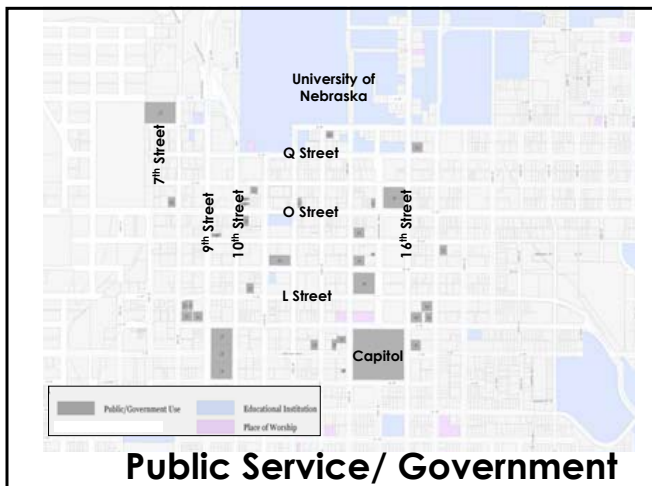 University of
Nebraska
Q Street
7th Street
O Street
9th Street
10th Street
16th Street
L Street
Capitol
Public/Government Use
Educational Institution
Place of Worship
Public Service/ Government